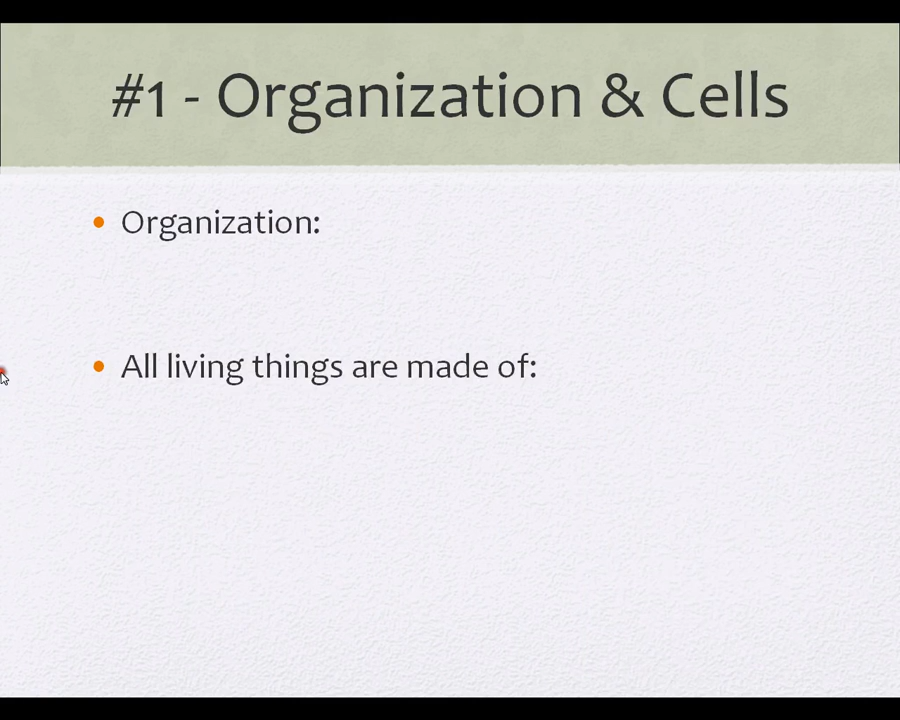 #1 - Organization & Cells
• Organization:
• All living things are made of: